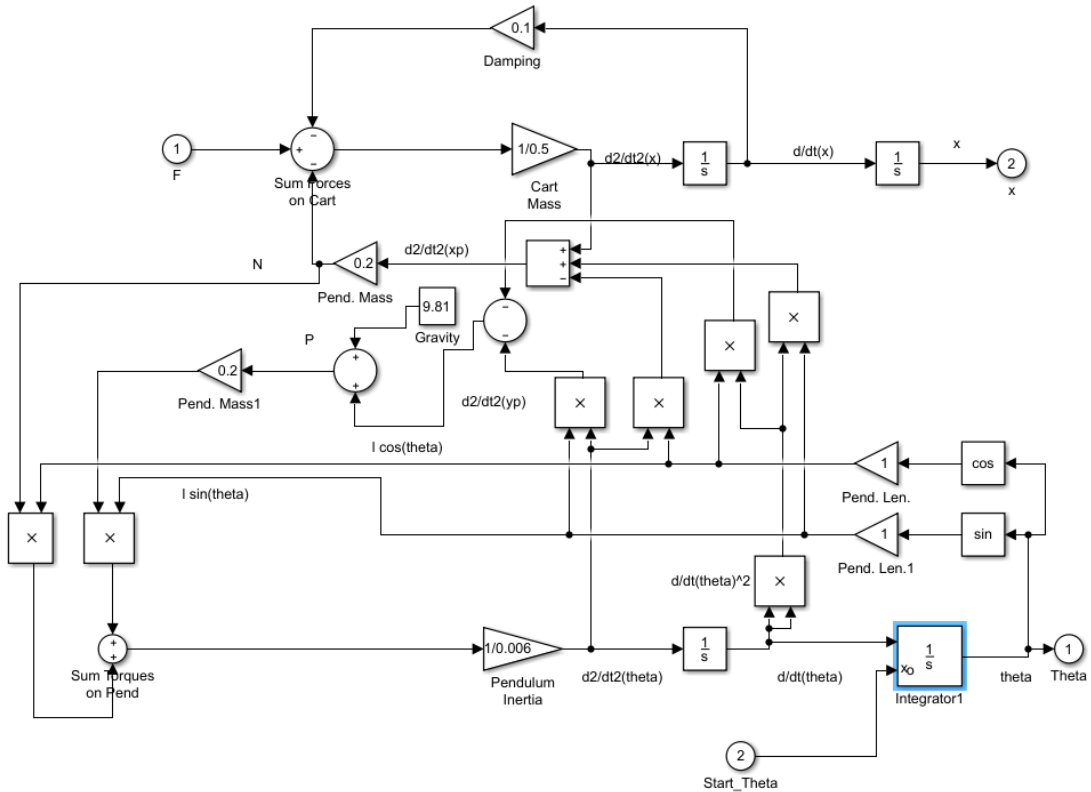 0.1
Damping
1
F
−
+
−
Sum Forces
on Cart
1/0.5
Cart
Mass
d2/dt2(x)
1
s
d/dt(x)
1
s
x
2
x
N
0.2
Pend. Mass
d2/dt2(xp)
+
+
−
9.81
Gravity
−
−
×
×
P
+
+
0.2
Pend. Mass1
d2/dt2(yp)
×
×
l cos(theta)
1
Pend. Len.
cos
l sin(theta)
1
Pend. Len.1
sin
×
×
d/dt(theta)^2
×
+
+
Sum Torques
on Pend
1/0.006
Pendulum
Inertia
d2/dt2(theta)
1
s
d/dt(theta)
1
s
xo
Integrator1
theta
1
Theta
2
Start_Theta